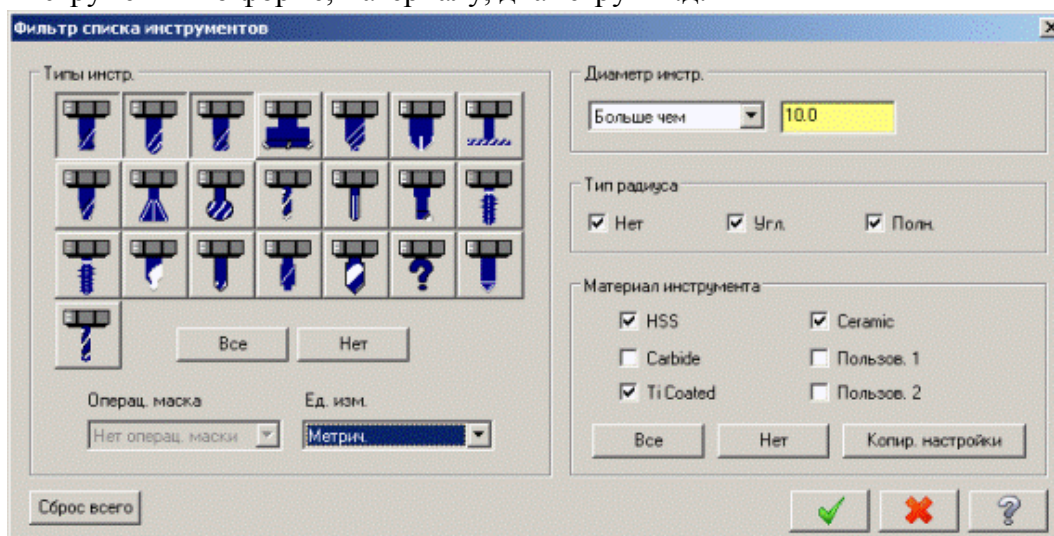 Фильтр списка инструментов
Типы инстр.
Все
Нет
Операц. маска
Ед. изм.
Нет операц. маски
Метрич.
Сброс всего
Диаметр инстр.
Больше чем
10.0
Тип радиуса
Нет
Угл.
Полн.
Материал инструмента
HSS
Ceramic
Carbide
Пользов. 1
Ti Coated
Пользов. 2
Все
Нет
Копир. настройки